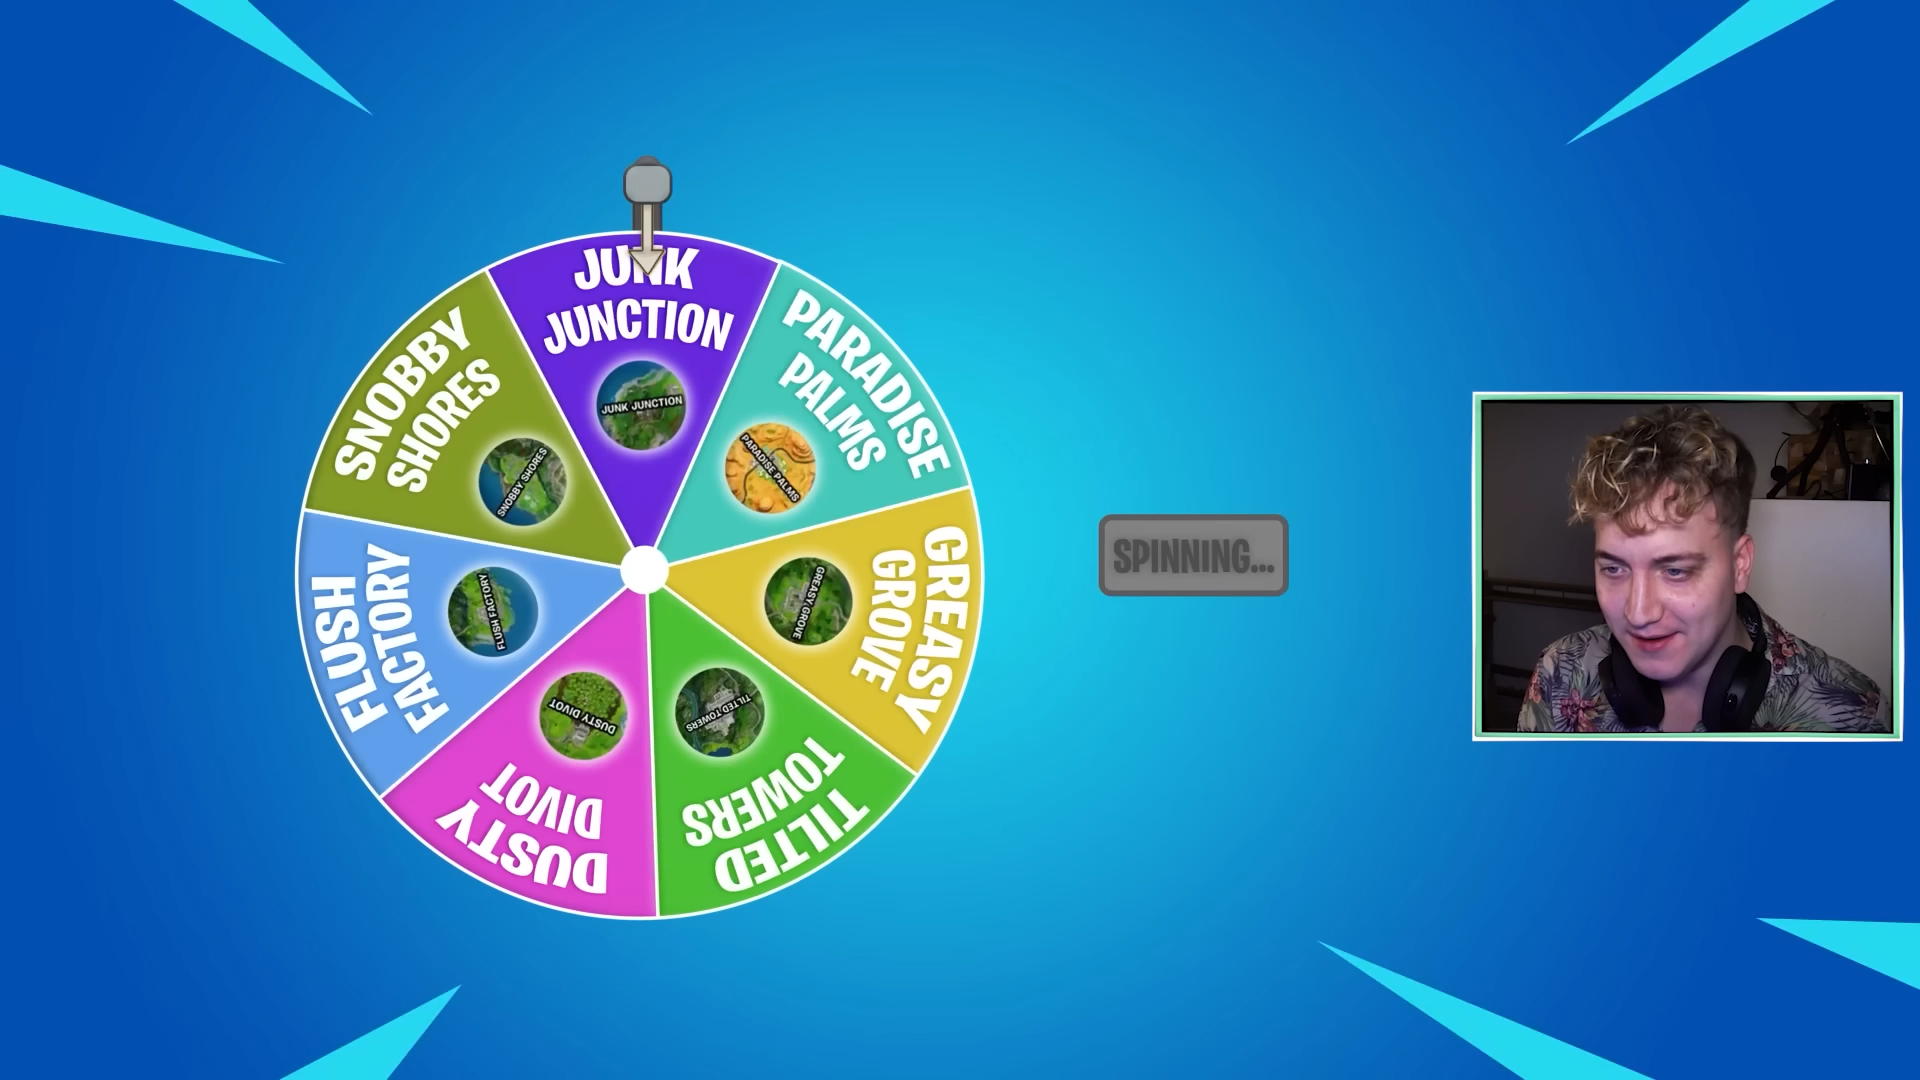 JUNK
JUNCTION
JUNK JUNCTION
PARADISE
PALMS
PARADISE PALMS
GREASY
GROVE
GREASY GROVE
TILTED
TOWERS
TILTED TOWERS
DUSTY
DIVOT
DUSTY DIVOT
FLUSH
FACTORY
FLUSH FACTORY
SNOBBY
SHORES
SNOBBY SHORES
SPINNING...